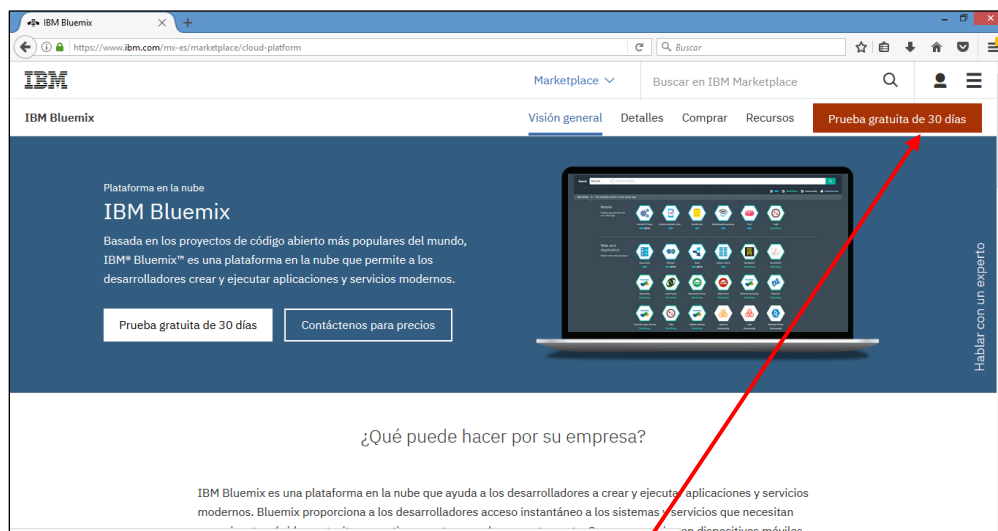 IBM Bluemix
https://www.ibm.com/mx-es/marketplace/cloud-platform
Buscar
IBM
Marketplace
Buscar en IBM Marketplace
IBM Bluemix
Visión general
Detalles
Comprar
Recursos
Prueba gratuita de 30 días
Plataforma en la nube
IBM Bluemix
Basada en los proyectos de código abierto más populares del mundo,
IBM® Bluemix™ es una plataforma en la nube que permite a los
desarrolladores crear y ejecutar aplicaciones y servicios modernos.
Prueba gratuita de 30 días
Contáctenos para precios
Hablar con un experto
¿Qué puede hacer por su empresa?
IBM Bluemix es una plataforma en la nube que ayuda a los desarrolladores a crear y ejecutar aplicaciones y servicios
modernos. Bluemix proporciona a los desarrolladores acceso instantáneo a los sistemas y servicios que necesitan
en dispositivos móviles